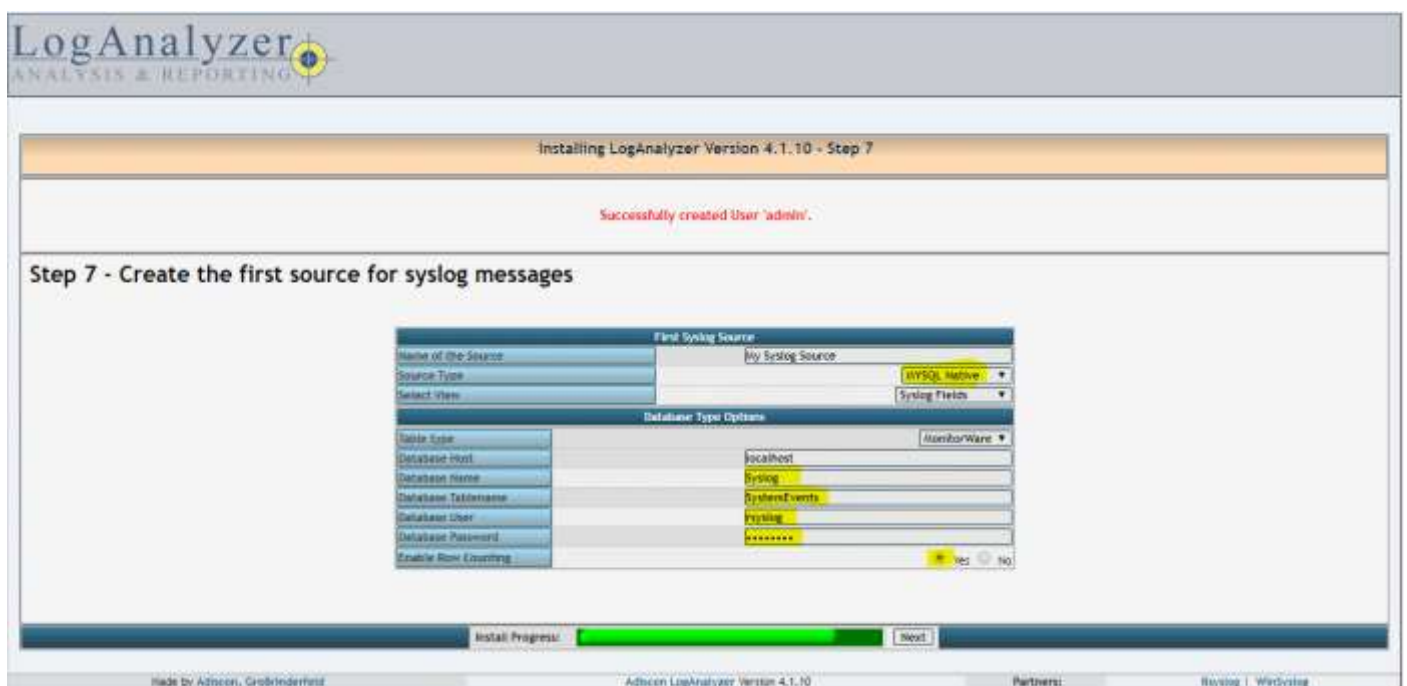 LogAnalyzer
ANALYSIS & REPORTING
Installing LogAnalyzer Version 4.1.10 - Step 7
Successfully created User 'admin'.
Step 7 - Create the first source for syslog messages
First Syslog Source
Name of the Source My Syslog Source
Source Type MYSQL Native
Select View Syslog Fields
Database Type Options
Table type MonitorWare
Database Host localhost
Database Name Syslog
Database Tablename SystemEvents
Database User rsyslog
Database Password ••••••••
Enable Row Counting Yes No
Install Progress: Next
Made by Adiscon, Großrinderfeld Adiscon LogAnalyzer Version 4.1.10 Partners: Rsyslog | WinSyslog